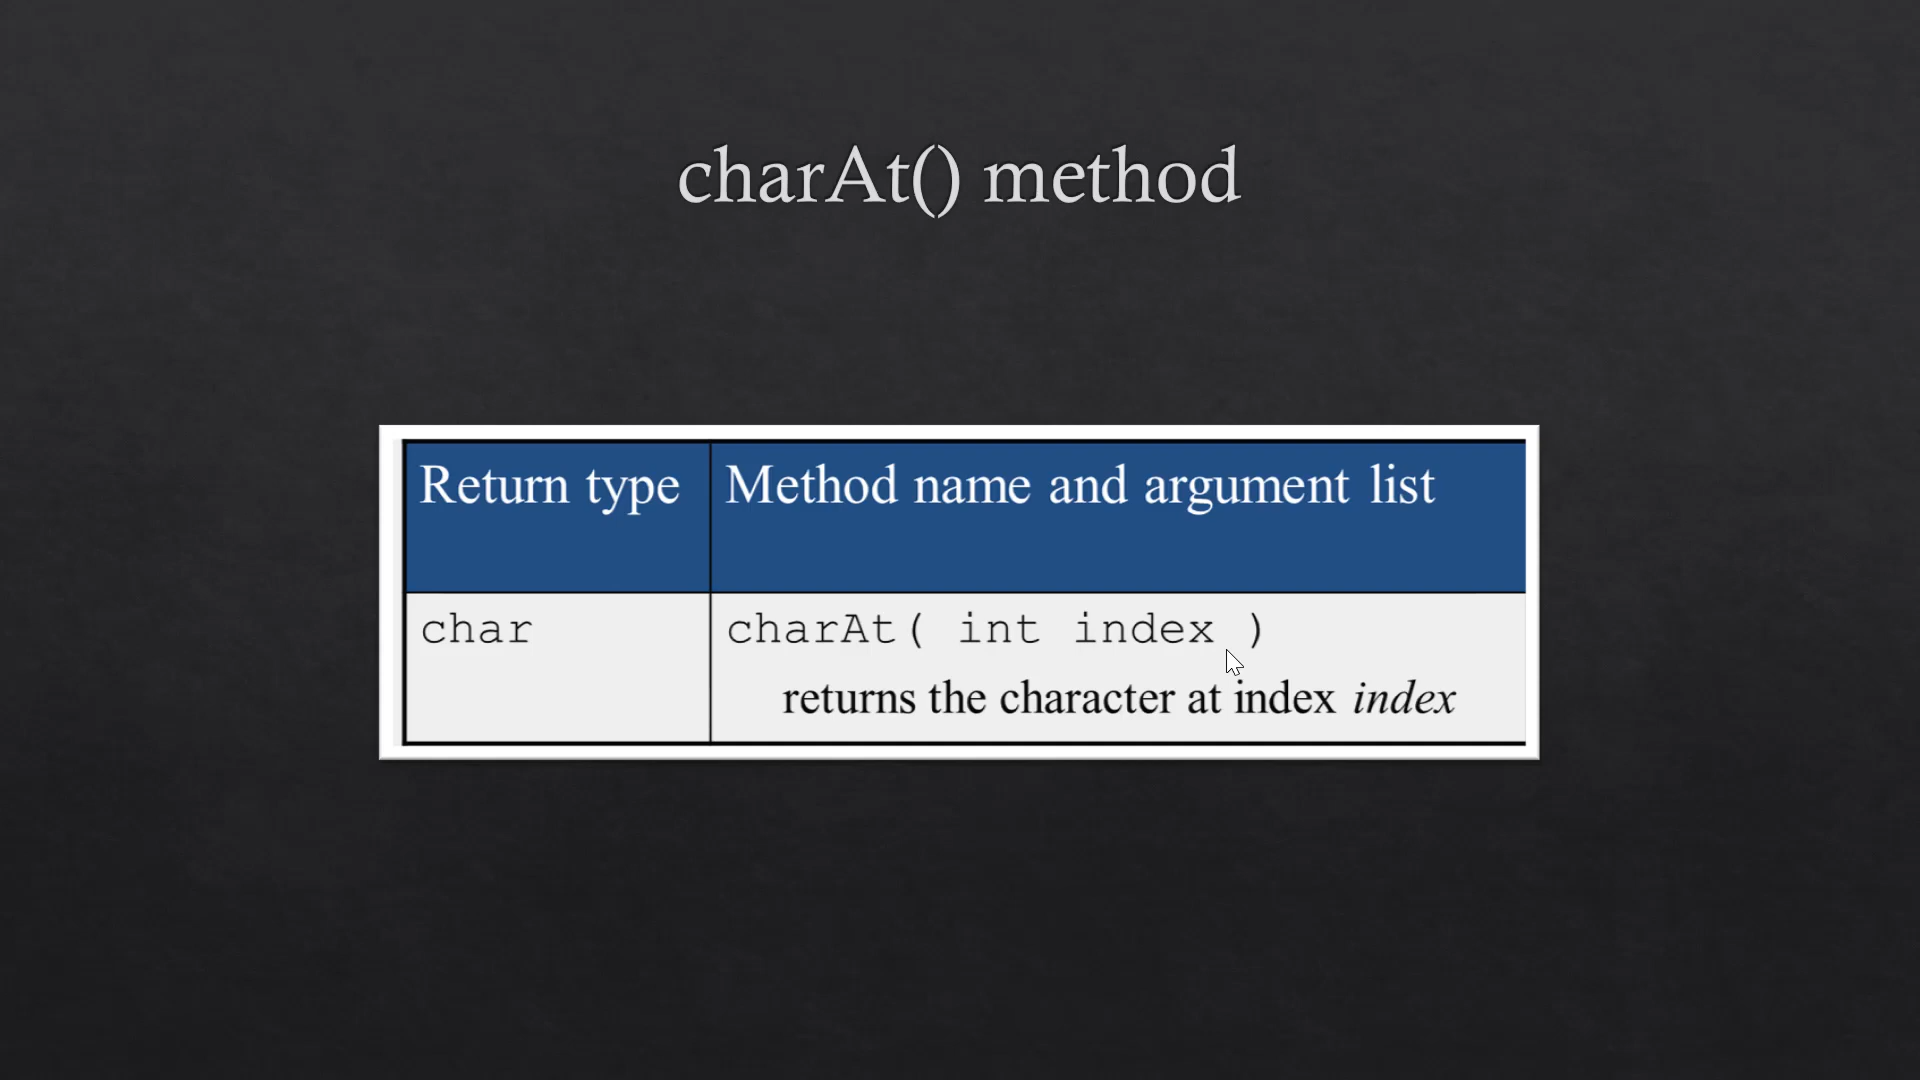 charAt() method
Return type
Method name and argument list
char
charAt( int index )
returns the character at index index